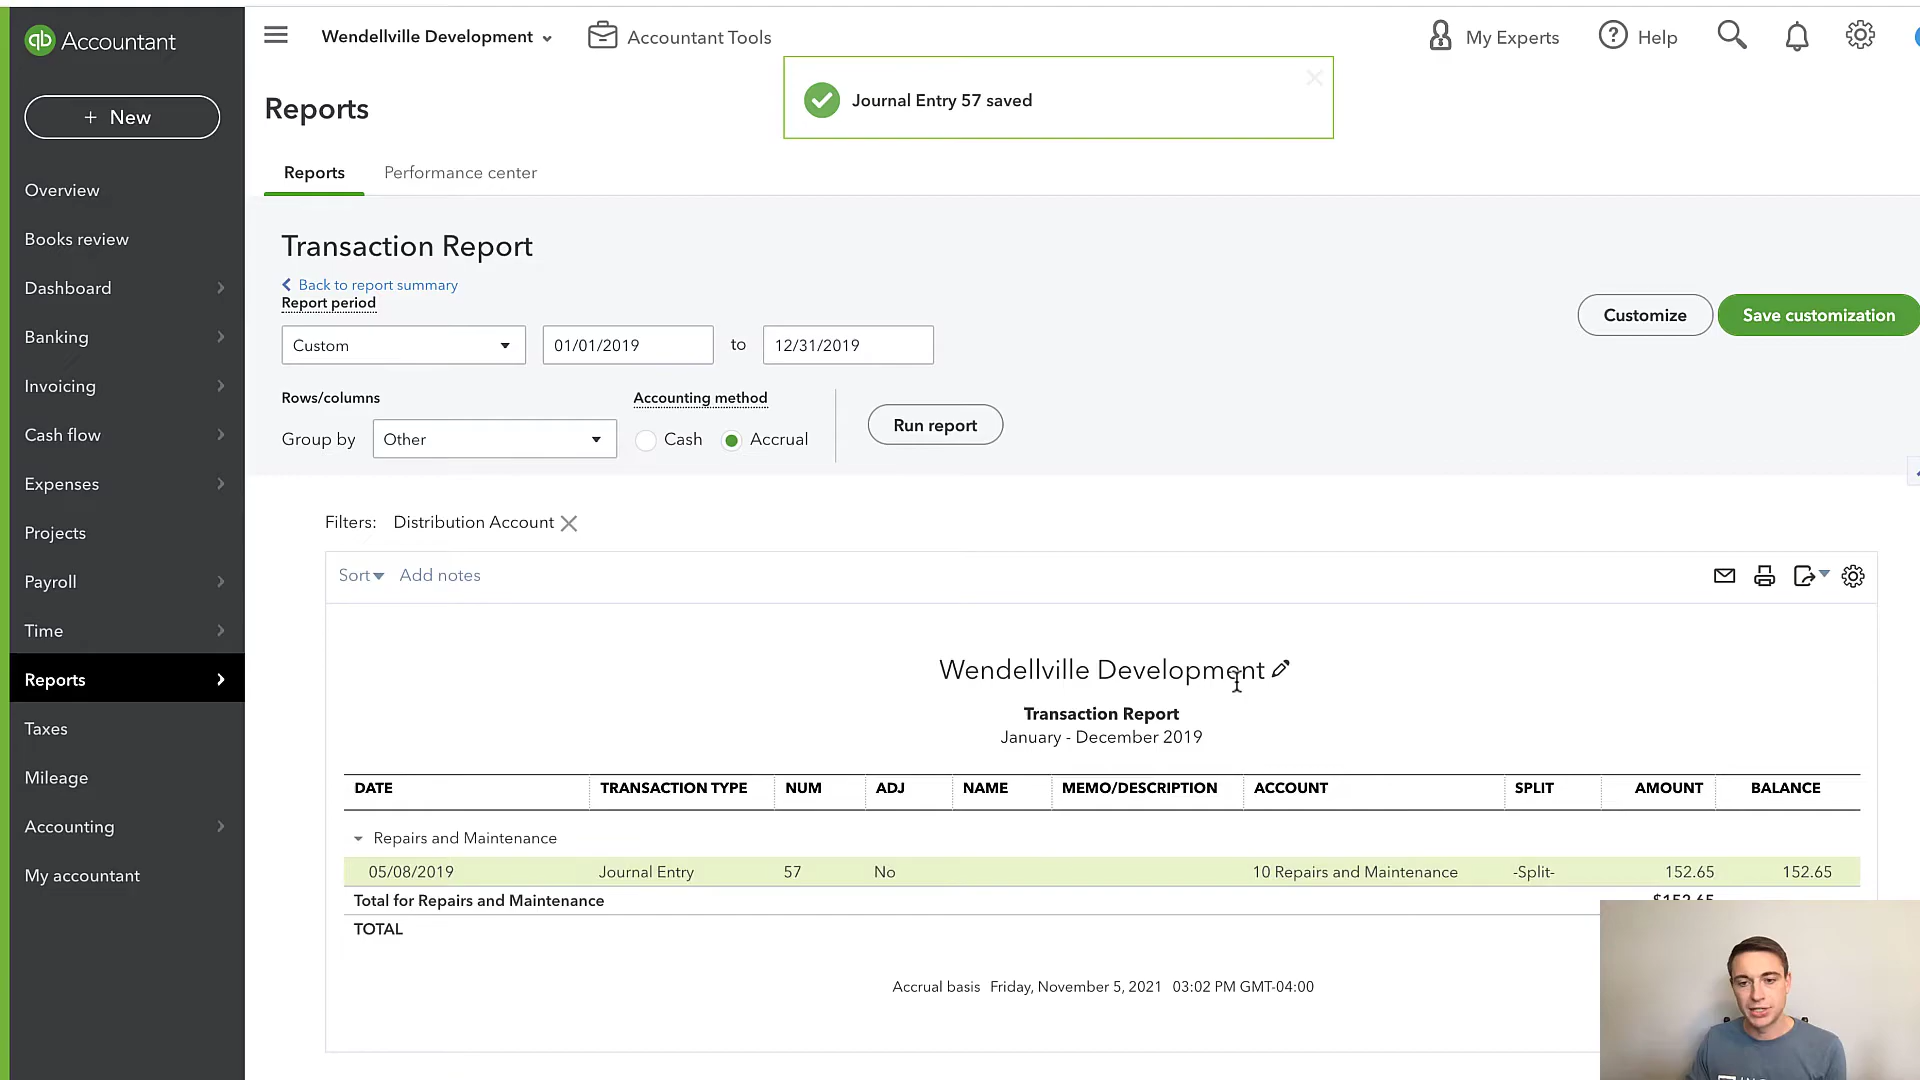 qb Accountant
Wendellville Development
Accountant Tools
My Experts
Help
Journal Entry 57 saved
+ New
Reports
Overview
Books review
Dashboard
Banking
Invoicing
Cash flow
Expenses
Projects
Payroll
Time
Reports
Taxes
Mileage
Accounting
My accountant
Reports Performance center
Transaction Report
Back to report summary
Report period
Custom 01/01/2019 to 12/31/2019
Customize Save customization
Rows/columns Accounting method
Group by Other Cash Accrual Run report
Filters: Distribution Account
Sort Add notes
Wendellville Development
Transaction Report
January - December 2019
DATE TRANSACTION TYPE NUM ADJ NAME MEMO/DESCRIPTION ACCOUNT SPLIT AMOUNT BALANCE
Repairs and Maintenance
05/08/2019 Journal Entry 57 No 10 Repairs and Maintenance -Split- 152.65 152.65
Total for Repairs and Maintenance $152.65
TOTAL
Accrual basis Friday, November 5, 2021 03:02 PM GMT-04:00